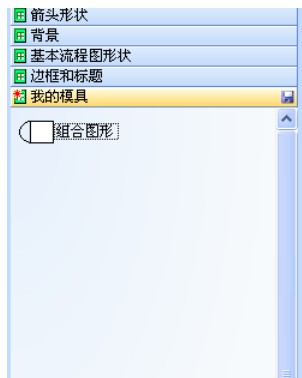 箭头形状
背景
基本流程图形状
边框和标题
我的模具
组合图形